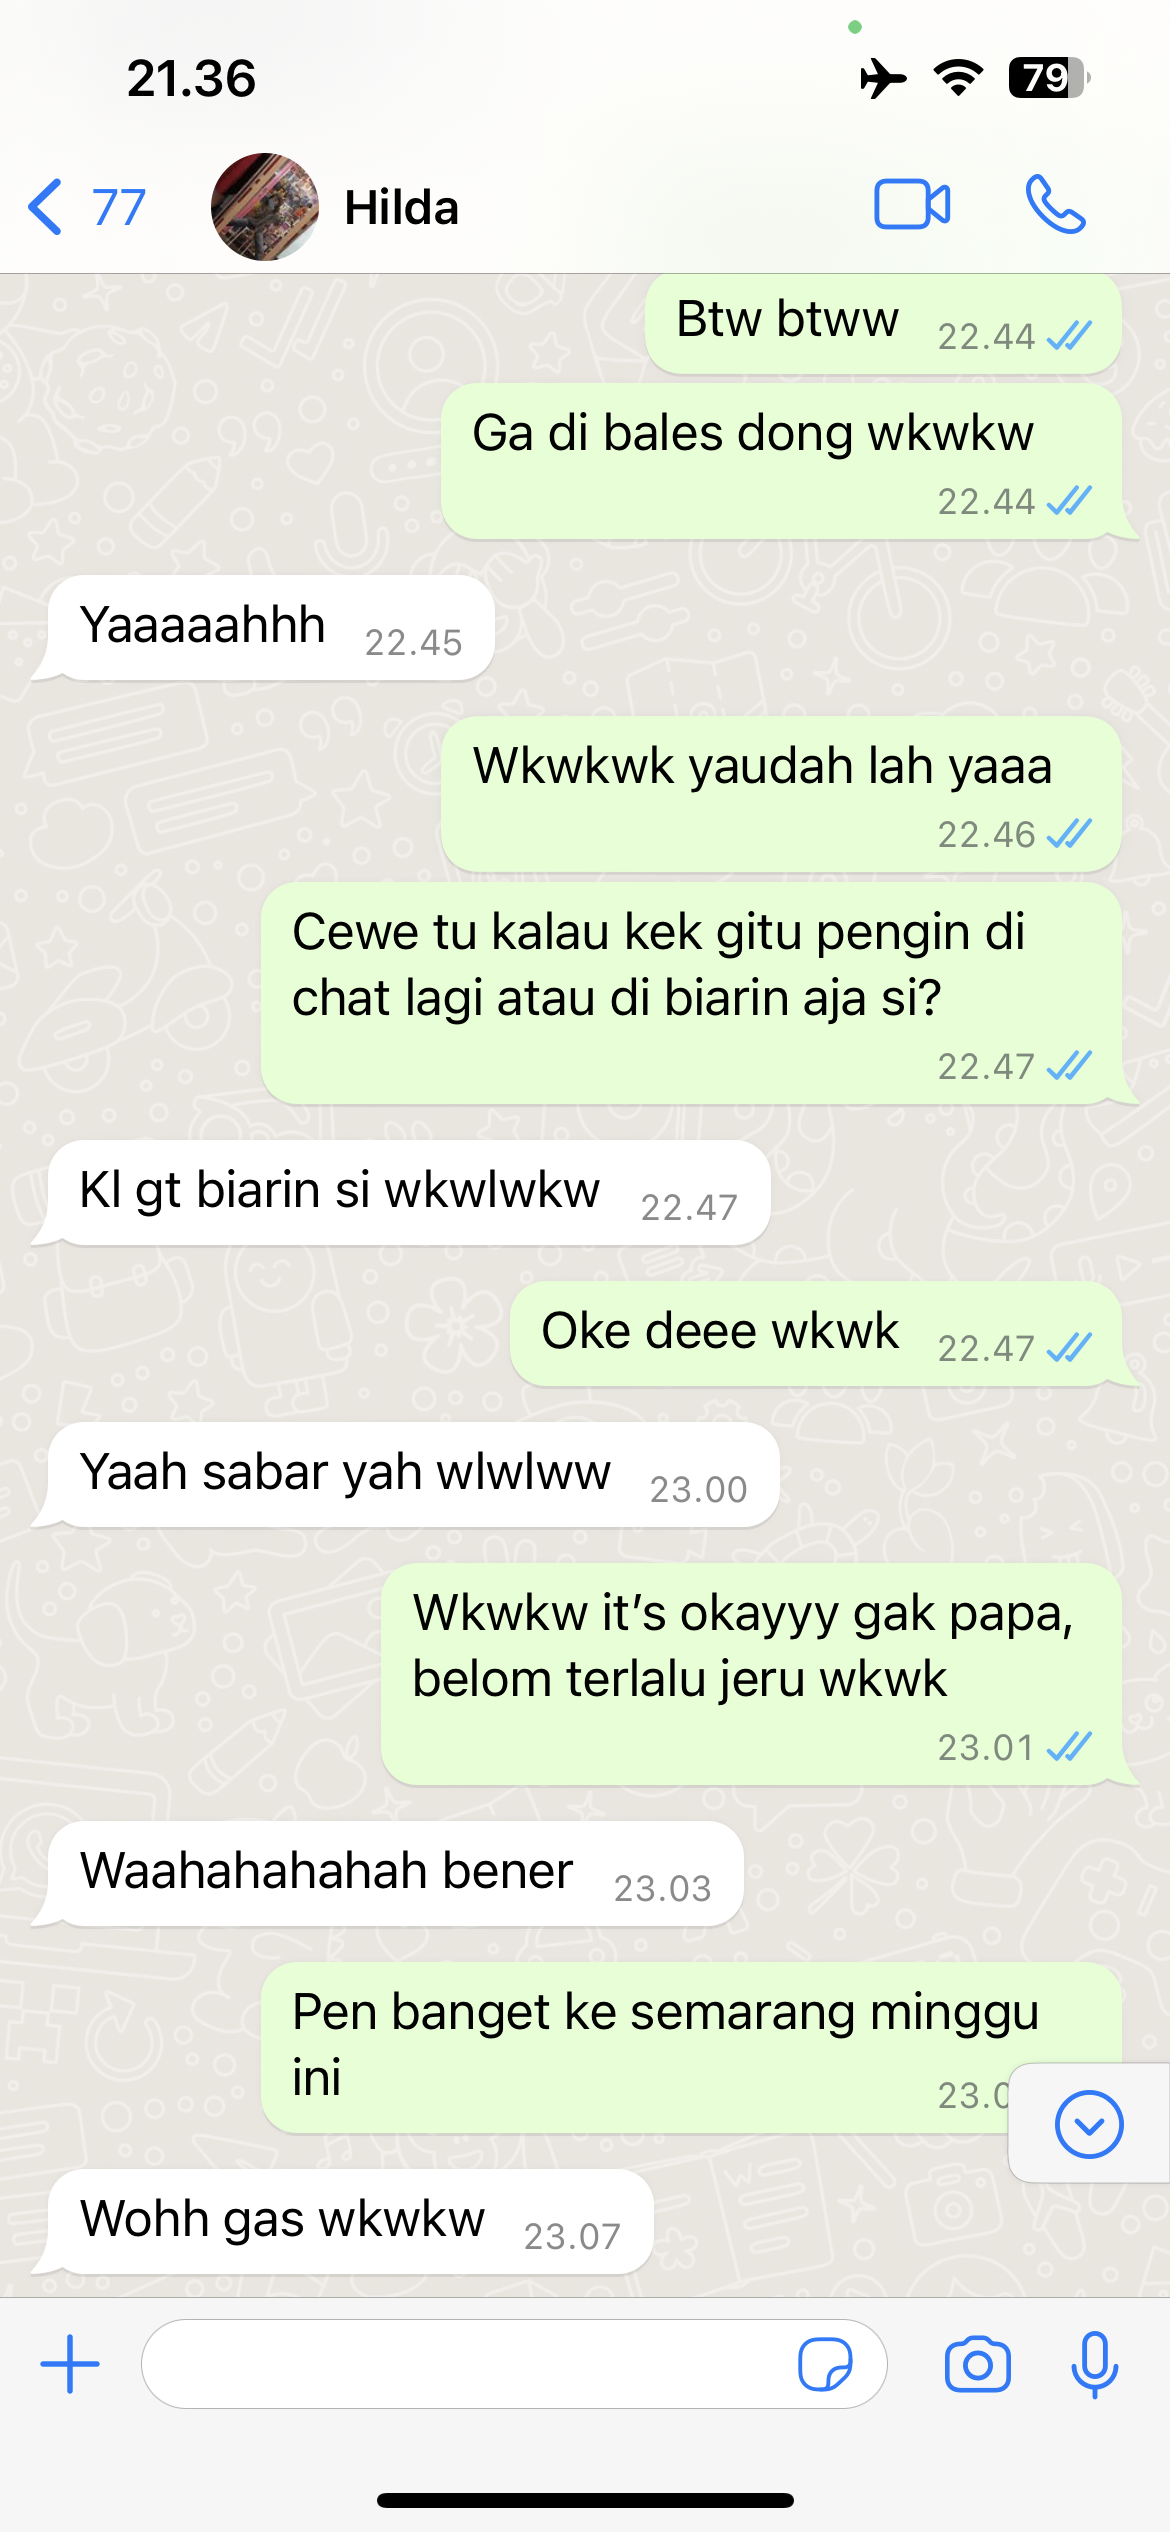 21.36
79
77
Hilda
Btw btww 22.44
Ga di bales dong wkwkw
22.44
Yaaaaahhh 22.45
Wkwkwk yaudah lah yaaa
22.46
Cewe tu kalau kek gitu pengin di
chat lagi atau di biarin aja si?
22.47
Kl gt biarin si wkwlwkw 22.47
Oke deee wkwk 22.47
Yaah sabar yah wlwlww 23.00
Wkwkw it's okayyy gak papa,
belom terlalu jeru wkwk
23.01
Waahahahahah bener 23.03
Pen banget ke semarang minggu
ini
Wohh gas wkwkw 23.07